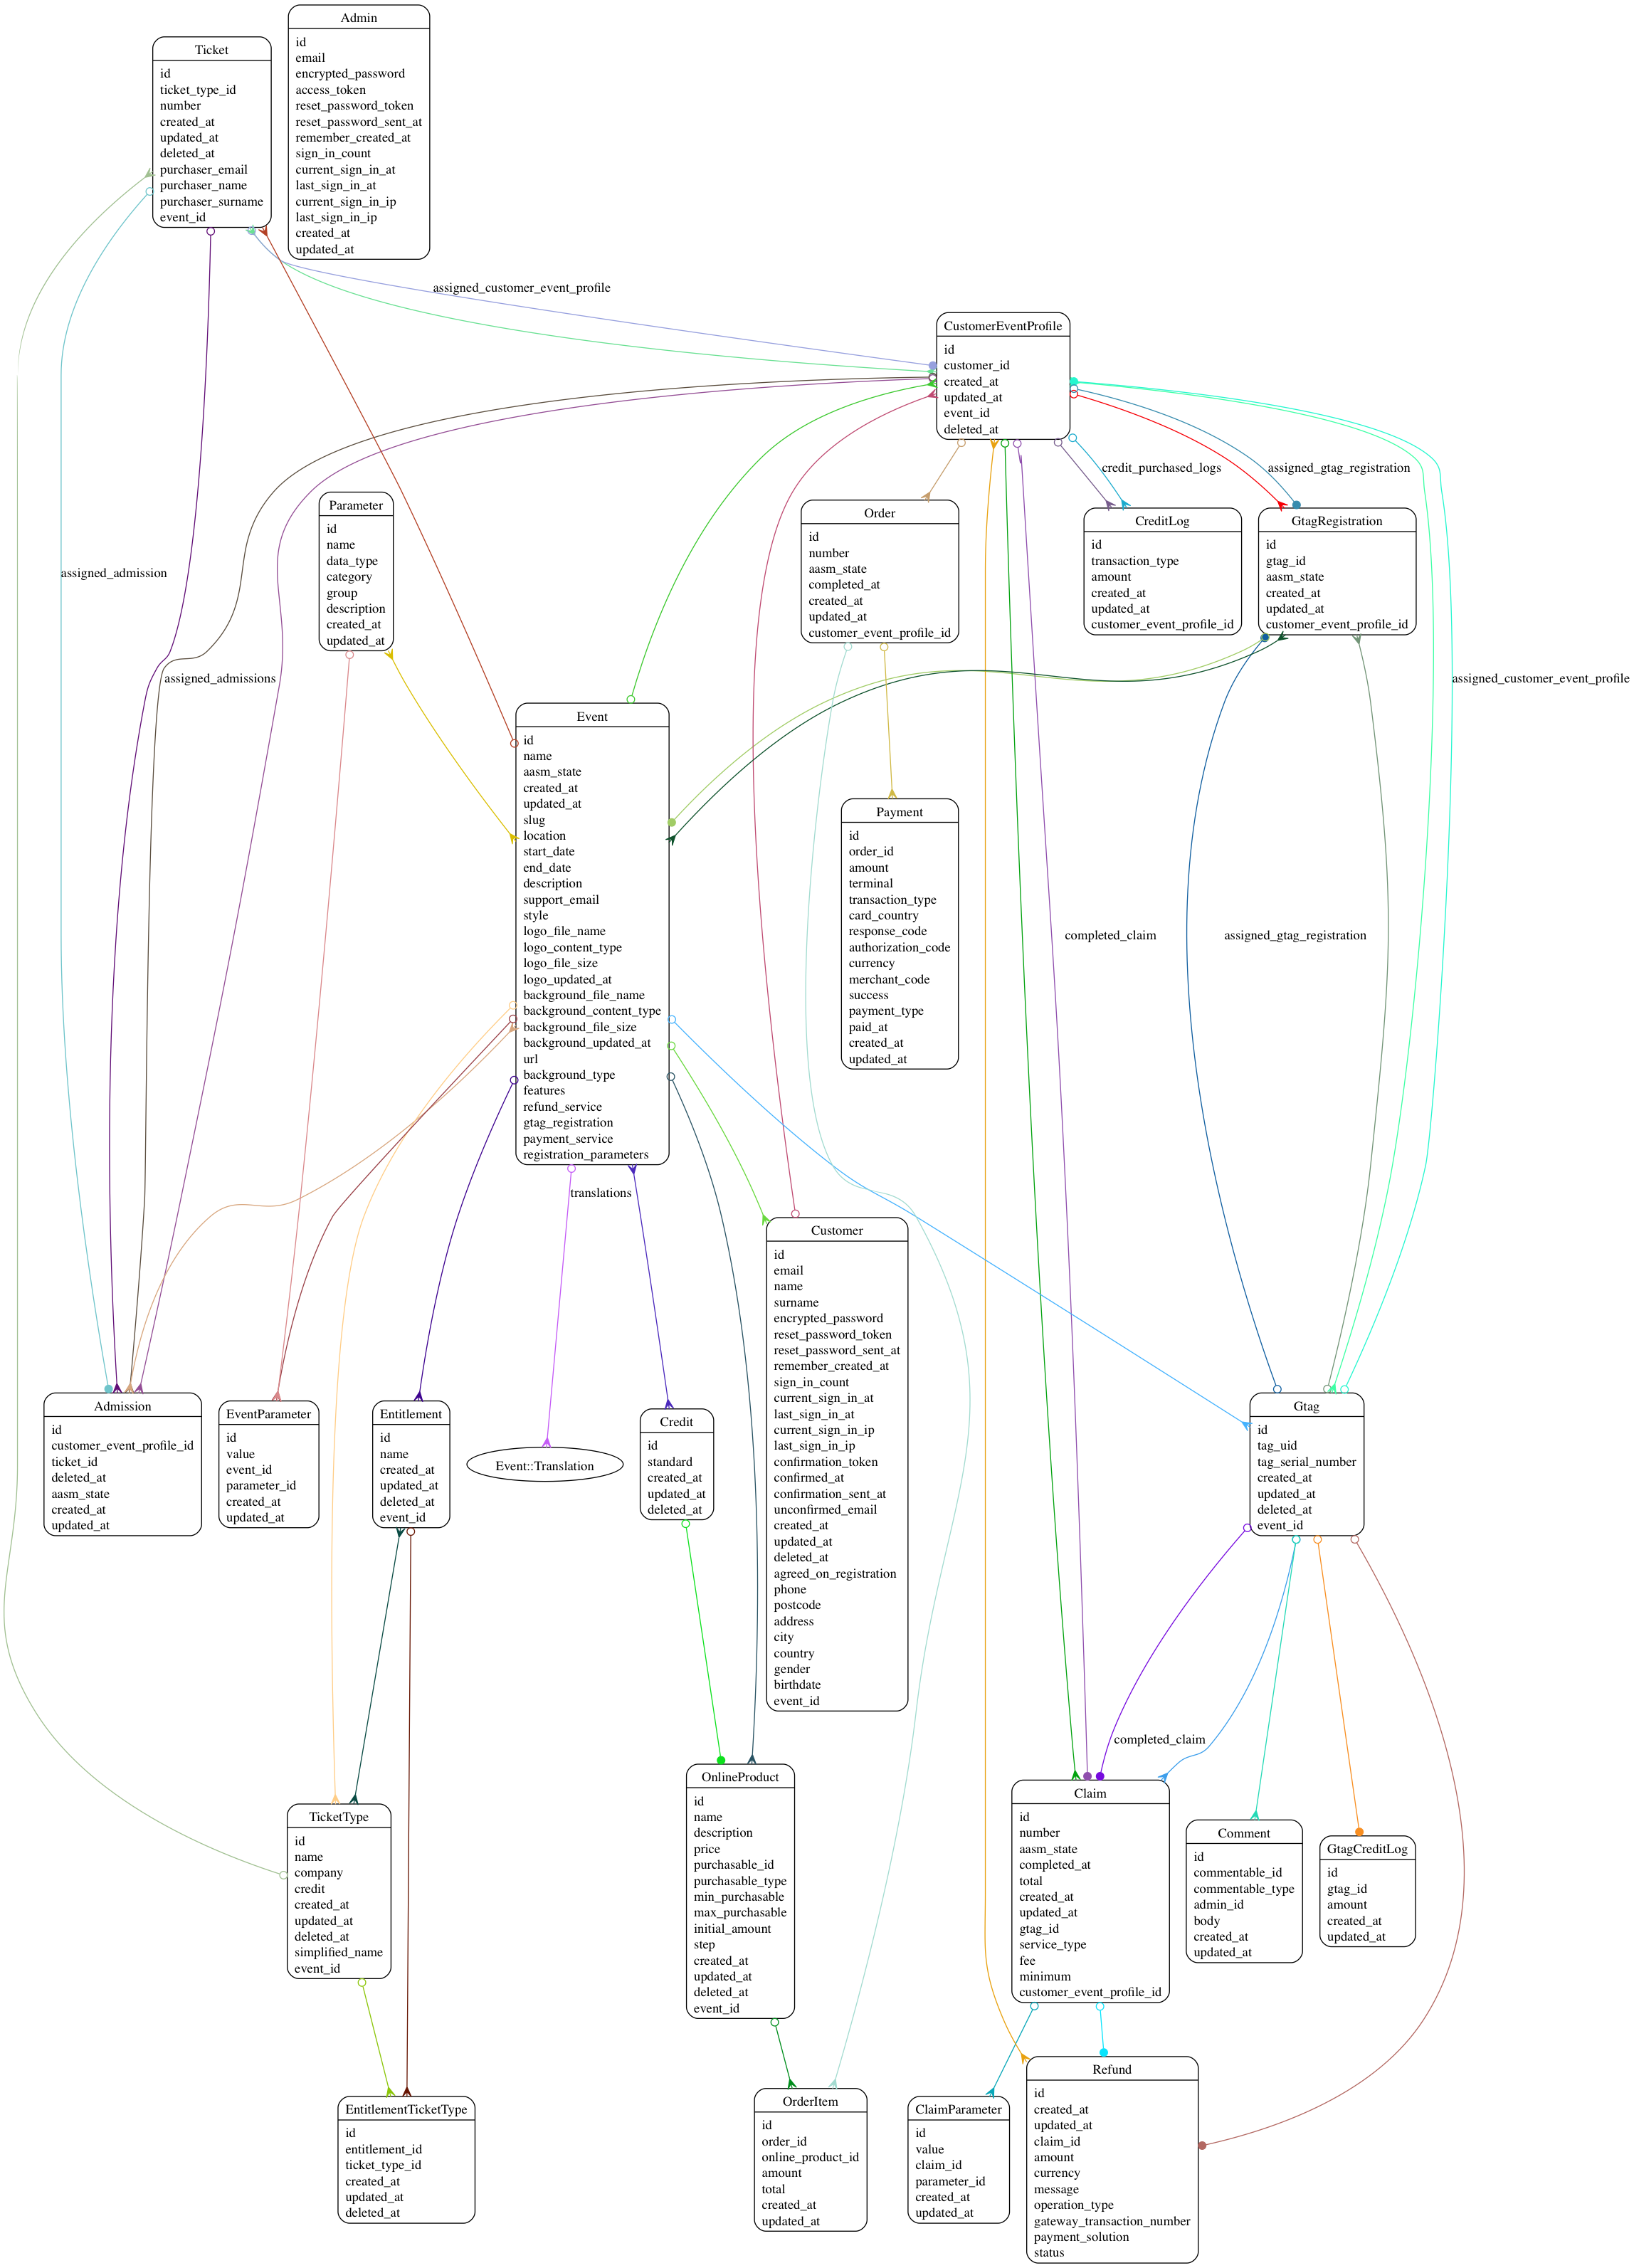 Admin
id
email
encrypted_password
access_token
reset_password_token
reset_password_sent_at
remember_created_at
sign_in_count
current_sign_in_at
last_sign_in_at
current_sign_in_ip
last_sign_in_ip
created_at
updated_at
Ticket
id
ticket_type_id
number
created_at
updated_at
deleted_at
purchaser_email
purchaser_name
purchaser_surname
event_id
assigned_customer_event_profile
CustomerEventProfile
id
customer_id
created_at
updated_at
event_id
deleted_at
credit_purchased_logs
assigned_gtag_registration
Parameter
id
name
data_type
category
group
description
created_at
updated_at
Order
id
number
aasm_state
completed_at
created_at
updated_at
customer_event_profile_id
CreditLog
id
transaction_type
amount
created_at
updated_at
customer_event_profile_id
GtagRegistration
id
gtag_id
aasm_state
created_at
updated_at
customer_event_profile_id
assigned_admission
assigned_admissions
assigned_customer_event_profile
Event
id
name
aasm_state
created_at
updated_at
slug
location
start_date
end_date
description
support_email
style
logo_file_name
logo_content_type
logo_file_size
logo_updated_at
background_file_name
background_content_type
background_file_size
background_updated_at
url
background_type
features
refund_service
gtag_registration
payment_service
registration_parameters
Payment
id
order_id
amount
terminal
transaction_type
card_country
response_code
authorization_code
currency
merchant_code
success
payment_type
paid_at
created_at
updated_at
completed_claim
assigned_gtag_registration
translations
Customer
id
email
name
surname
encrypted_password
reset_password_token
reset_password_sent_at
remember_created_at
sign_in_count
current_sign_in_at
last_sign_in_at
current_sign_in_ip
last_sign_in_ip
confirmation_token
confirmed_at
confirmation_sent_at
unconfirmed_email
created_at
updated_at
deleted_at
agreed_on_registration
phone
postcode
address
city
country
gender
birthdate
event_id
Admission
id
customer_event_profile_id
ticket_id
deleted_at
aasm_state
created_at
updated_at
EventParameter
id
value
event_id
parameter_id
created_at
updated_at
Entitlement
id
name
created_at
updated_at
deleted_at
event_id
Event::Translation
Credit
id
standard
created_at
updated_at
deleted_at
Gtag
id
tag_uid
tag_serial_number
created_at
updated_at
deleted_at
event_id
completed_claim
TicketType
id
name
company
credit
created_at
updated_at
deleted_at
simplified_name
event_id
OnlineProduct
id
name
description
price
purchasable_id
purchasable_type
min_purchasable
max_purchasable
initial_amount
step
created_at
updated_at
deleted_at
event_id
Claim
id
number
aasm_state
completed_at
total
created_at
updated_at
gtag_id
service_type
fee
minimum
customer_event_profile_id
Comment
id
commentable_id
commentable_type
admin_id
body
created_at
updated_at
GtagCreditLog
id
gtag_id
amount
created_at
updated_at
EntitlementTicketType
id
entitlement_id
ticket_type_id
created_at
updated_at
deleted_at
OrderItem
id
order_id
online_product_id
amount
total
created_at
updated_at
ClaimParameter
id
value
claim_id
parameter_id
created_at
updated_at
Refund
id
created_at
updated_at
claim_id
amount
currency
message
operation_type
gateway_transaction_number
payment_solution
status